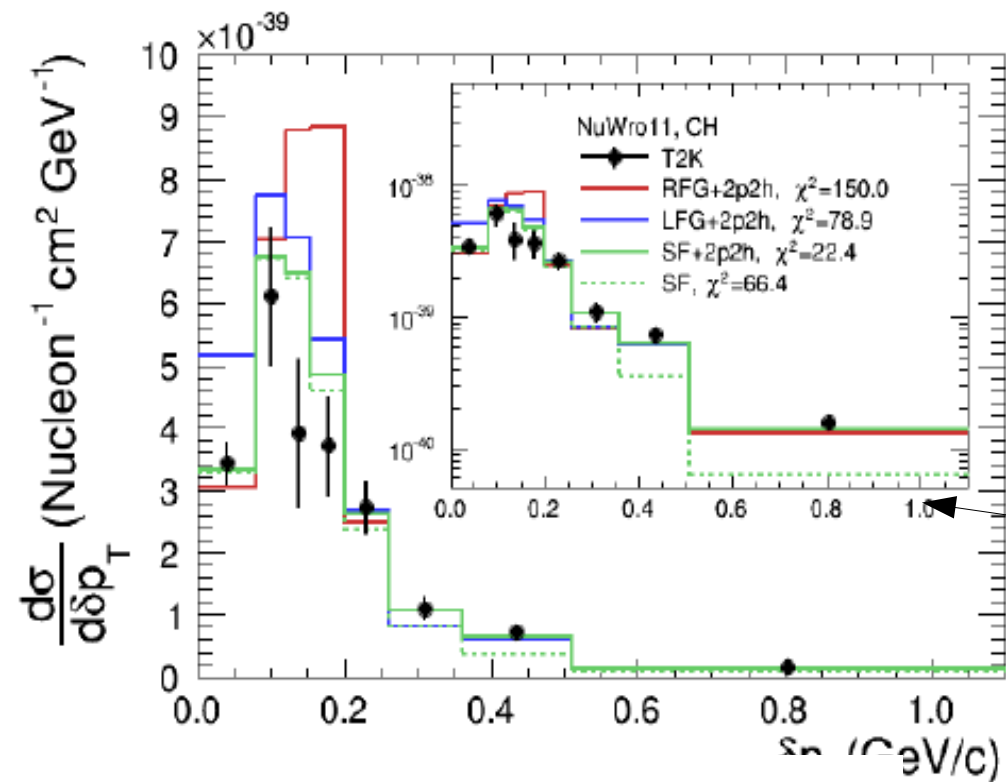 ×10⁻³⁹
dσ
dδp_T
(Nucleon⁻¹ cm² GeV⁻¹)
10
9
8
7
6
5
4
3
2
1
0
0.0 0.2 0.4 0.6 0.8 1.0
(GeV/c)
NuWro11, CH
T2K
RFG+2p2h, χ²=150.0
LFG+2p2h, χ²=78.9
SF+2p2h, χ²=22.4
SF, χ²=66.4
10⁻³⁸
10⁻³⁹
10⁻⁴⁰
0.0 0.2 0.4 0.6 0.8 1.0